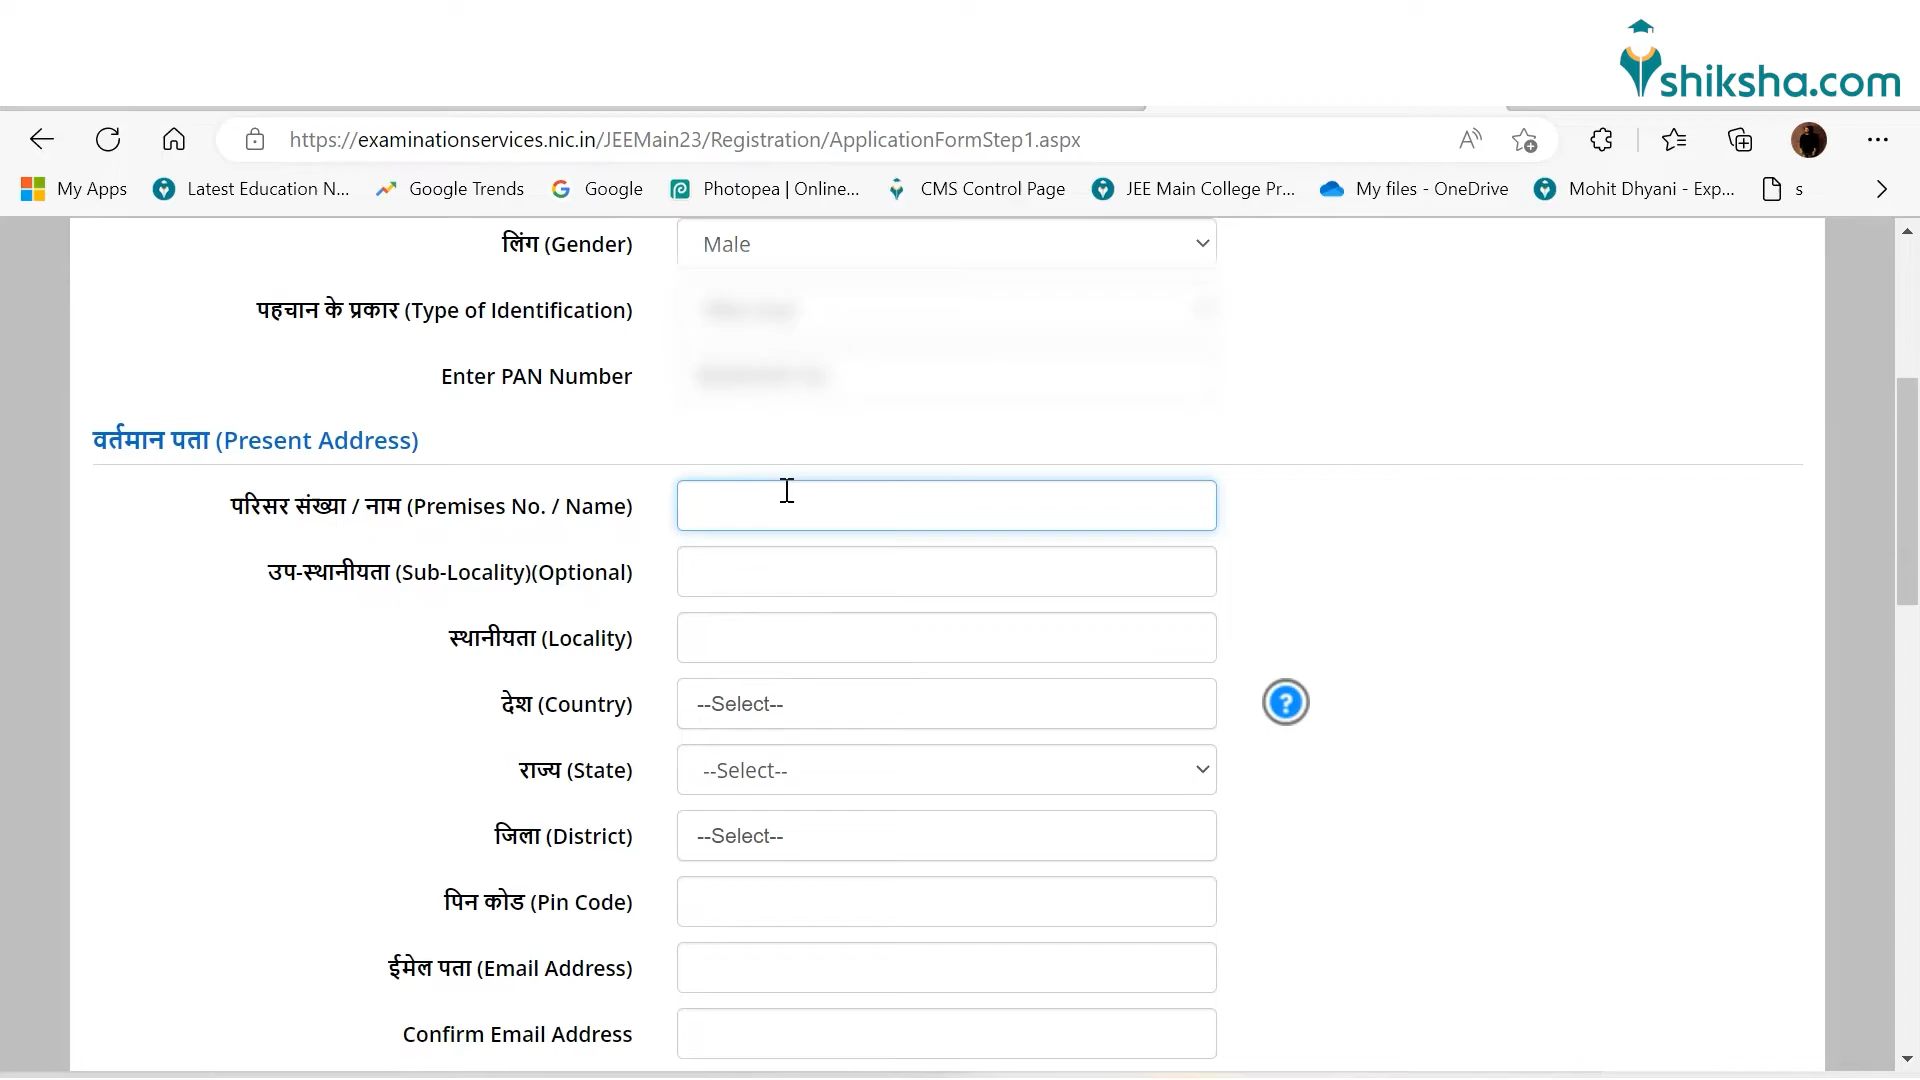 shiksha.com
https://examinationservices.nic.in/JEEMain23/Registration/ApplicationFormStep1.aspx
My Apps Latest Education N... Google Trends Google Photopea | Online... CMS Control Page JEE Main College Pr... My files - OneDrive Mohit Dhyani - Exp... s
लिंग (Gender) Male
पहचान के प्रकार (Type of Identification)
Enter PAN Number
वर्तमान पता (Present Address)
परिसर संख्या / नाम (Premises No. / Name)
उप-स्थानीयता (Sub-Locality)(Optional)
स्थानीयता (Locality)
देश (Country) --Select-- ?
राज्य (State) --Select--
जिला (District) --Select--
पिन कोड (Pin Code)
ईमेल पता (Email Address)
Confirm Email Address